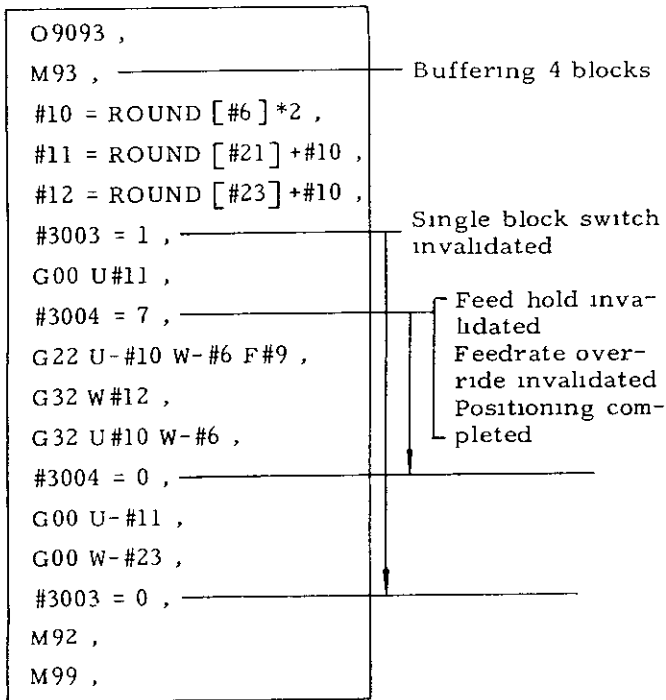 O9093 ,
M93 ,
Buffering 4 blocks
#10 = ROUND [#6] *2 ,
#11 = ROUND [#21] +#10 ,
#12 = ROUND [#23] +#10 ,
#3003 = 1 ,
Single block switch
invalidated
G00 U#11 ,
#3004 = 7 ,
Feed hold inva-
lidated
Feedrate over-
ride invalidated
Positioning com-
pleted
G22 U-#10 W-#6 F#9 ,
G32 W#12 ,
G32 U#10 W-#6 ,
#3004 = 0 ,
G00 U-#11 ,
G00 W-#23 ,
#3003 = 0 ,
M92 ,
M99 ,